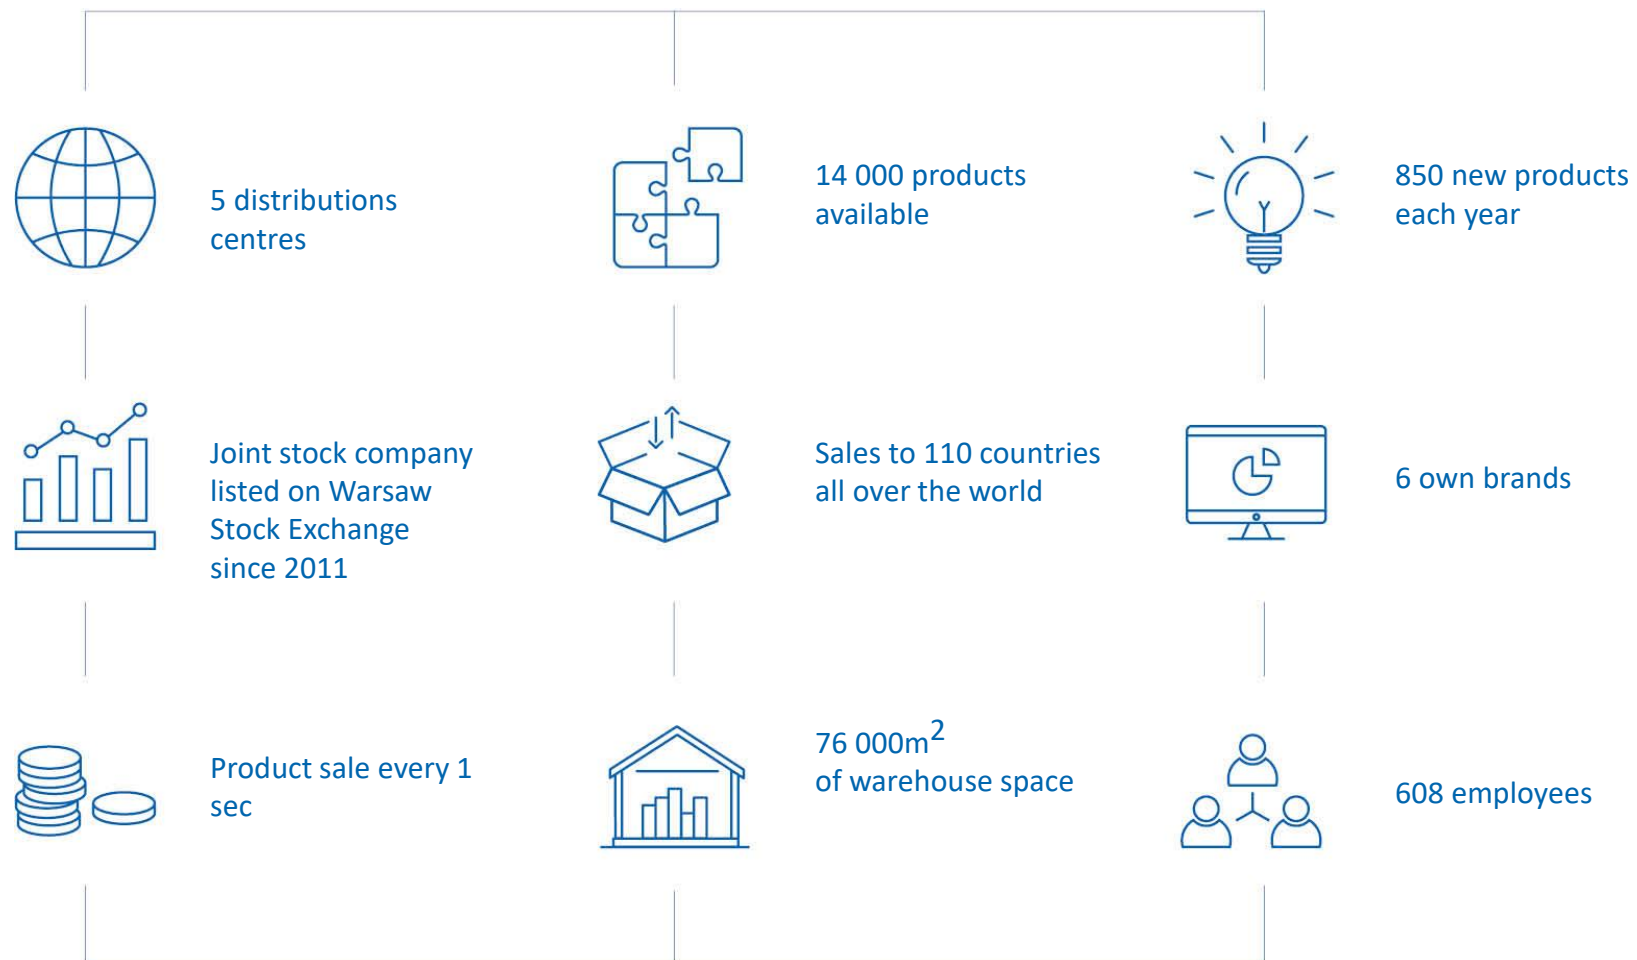 5 distributions
centres
14 000 products
available
850 new products
each year
Joint stock company
listed on Warsaw
Stock Exchange
since 2011
Sales to 110 countries
all over the world
6 own brands
Product sale every 1
sec
76 000m²
of warehouse space
608 employees